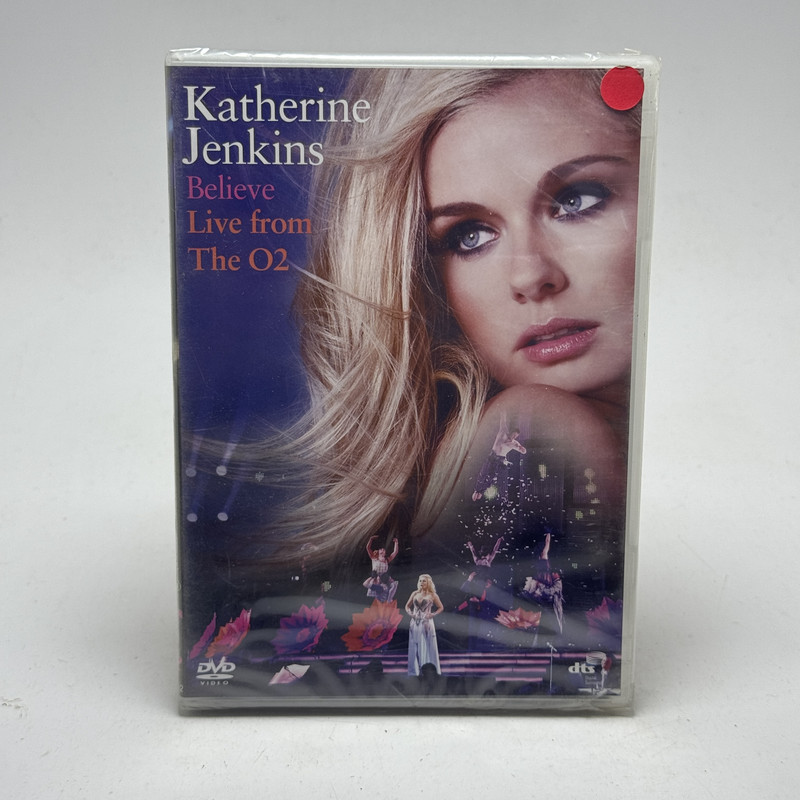 Katherine
Jenkins
Believe
Live from
The O2
DVD
VIDEO
dts